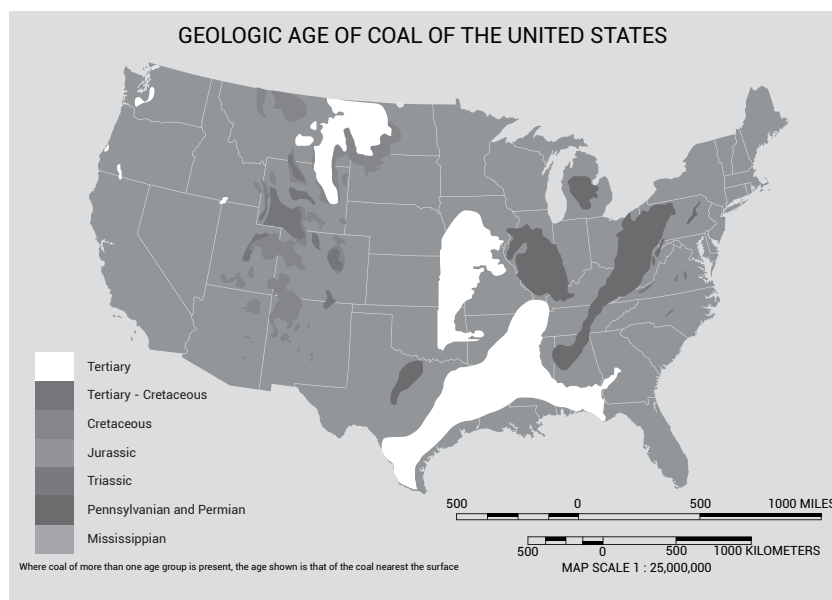 GEOLOGIC AGE OF COAL OF THE UNITED STATES
Tertiary
Tertiary - Cretaceous
Cretaceous
Jurassic
Triassic
Pennsylvanian and Permian
Mississippian
500 0 500 1000 MILES
500 0 500 1000 KILOMETERS
MAP SCALE 1 : 25,000,000
Where coal of more than one age group is present, the age shown is that of the coal nearest the surface